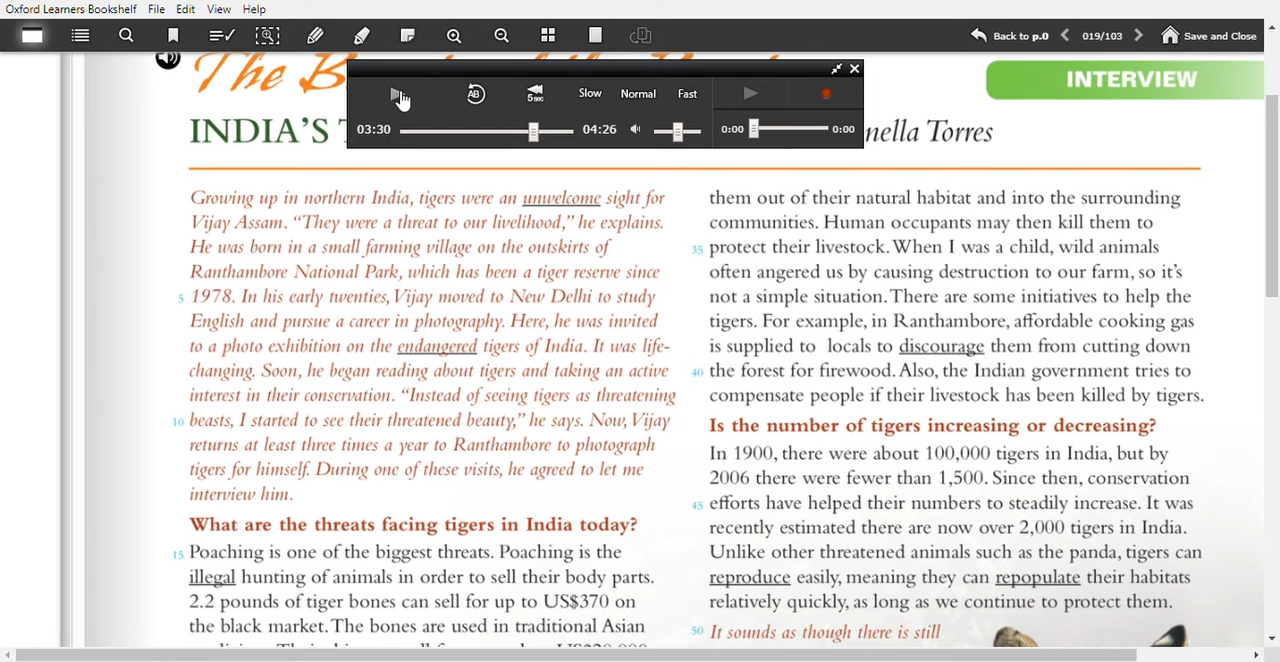 Oxford Learners Bookshelf File Edit View Help
Back to p.0 019/103 Save and Close
INTERVIEW
AB 5 SEC Slow Normal Fast
03:30 04:26 0:00 0:00
INDIA'S
nella Torres
Growing up in northern India, tigers were an unwelcome sight for
Vijay Assam. “They were a threat to our livelihood,” he explains.
He was born in a small farming village on the outskirts of
Ranthambore National Park, which has been a tiger reserve since
5 1978. In his early twenties, Vijay moved to New Delhi to study
English and pursue a career in photography. Here, he was invited
to a photo exhibition on the endangered tigers of India. It was life-
changing. Soon, he began reading about tigers and taking an active
interest in their conservation. “Instead of seeing tigers as threatening
10 beasts, I started to see their threatened beauty,” he says. Now, Vijay
returns at least three times a year to Ranthambore to photograph
tigers for himself. During one of these visits, he agreed to let me
interview him.
What are the threats facing tigers in India today?
15 Poaching is one of the biggest threats. Poaching is the
illegal hunting of animals in order to sell their body parts.
2.2 pounds of tiger bones can sell for up to US$370 on
the black market. The bones are used in traditional Asian
them out of their natural habitat and into the surrounding
communities. Human occupants may then kill them to
35 protect their livestock. When I was a child, wild animals
often angered us by causing destruction to our farm, so it's
not a simple situation. There are some initiatives to help the
tigers. For example, in Ranthambore, affordable cooking gas
is supplied to locals to discourage them from cutting down
40 the forest for firewood. Also, the Indian government tries to
compensate people if their livestock has been killed by tigers.
Is the number of tigers increasing or decreasing?
In 1900, there were about 100,000 tigers in India, but by
2006 there were fewer than 1,500. Since then, conservation
45 efforts have helped their numbers to steadily increase. It was
recently estimated there are now over 2,000 tigers in India.
Unlike other threatened animals such as the panda, tigers can
reproduce easily, meaning they can repopulate their habitats
relatively quickly, as long as we continue to protect them.
50 It sounds as though there is still